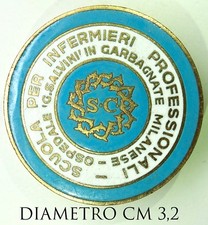 SCUOLA PER INFERMIERI PROFESSIONALI -
OSPEDALE "G. SALVINI" IN GARBAGNATE MILANESE -
SC
DIAMETRO CM 3,2